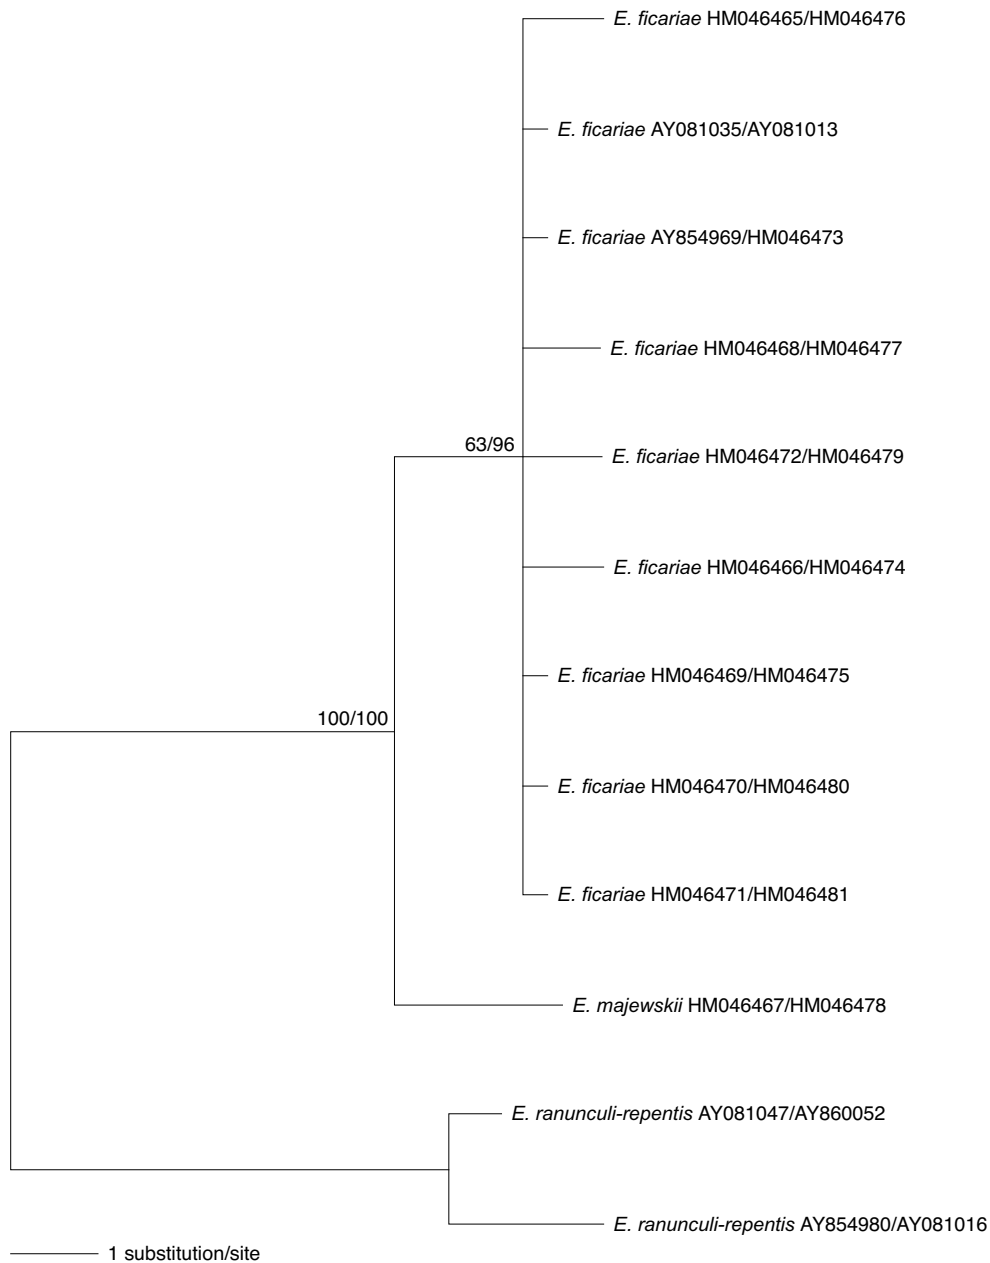 E. ficariae HM046465/HM046476
E. ficariae AY081035/AY081013
E. ficariae AY854969/HM046473
E. ficariae HM046468/HM046477
63/96
E. ficariae HM046472/HM046479
E. ficariae HM046466/HM046474
E. ficariae HM046469/HM046475
100/100
E. ficariae HM046470/HM046480
E. ficariae HM046471/HM046481
E. majewskii HM046467/HM046478
E. ranunculi-repentis AY081047/AY860052
E. ranunculi-repentis AY854980/AY081016
1 substitution/site